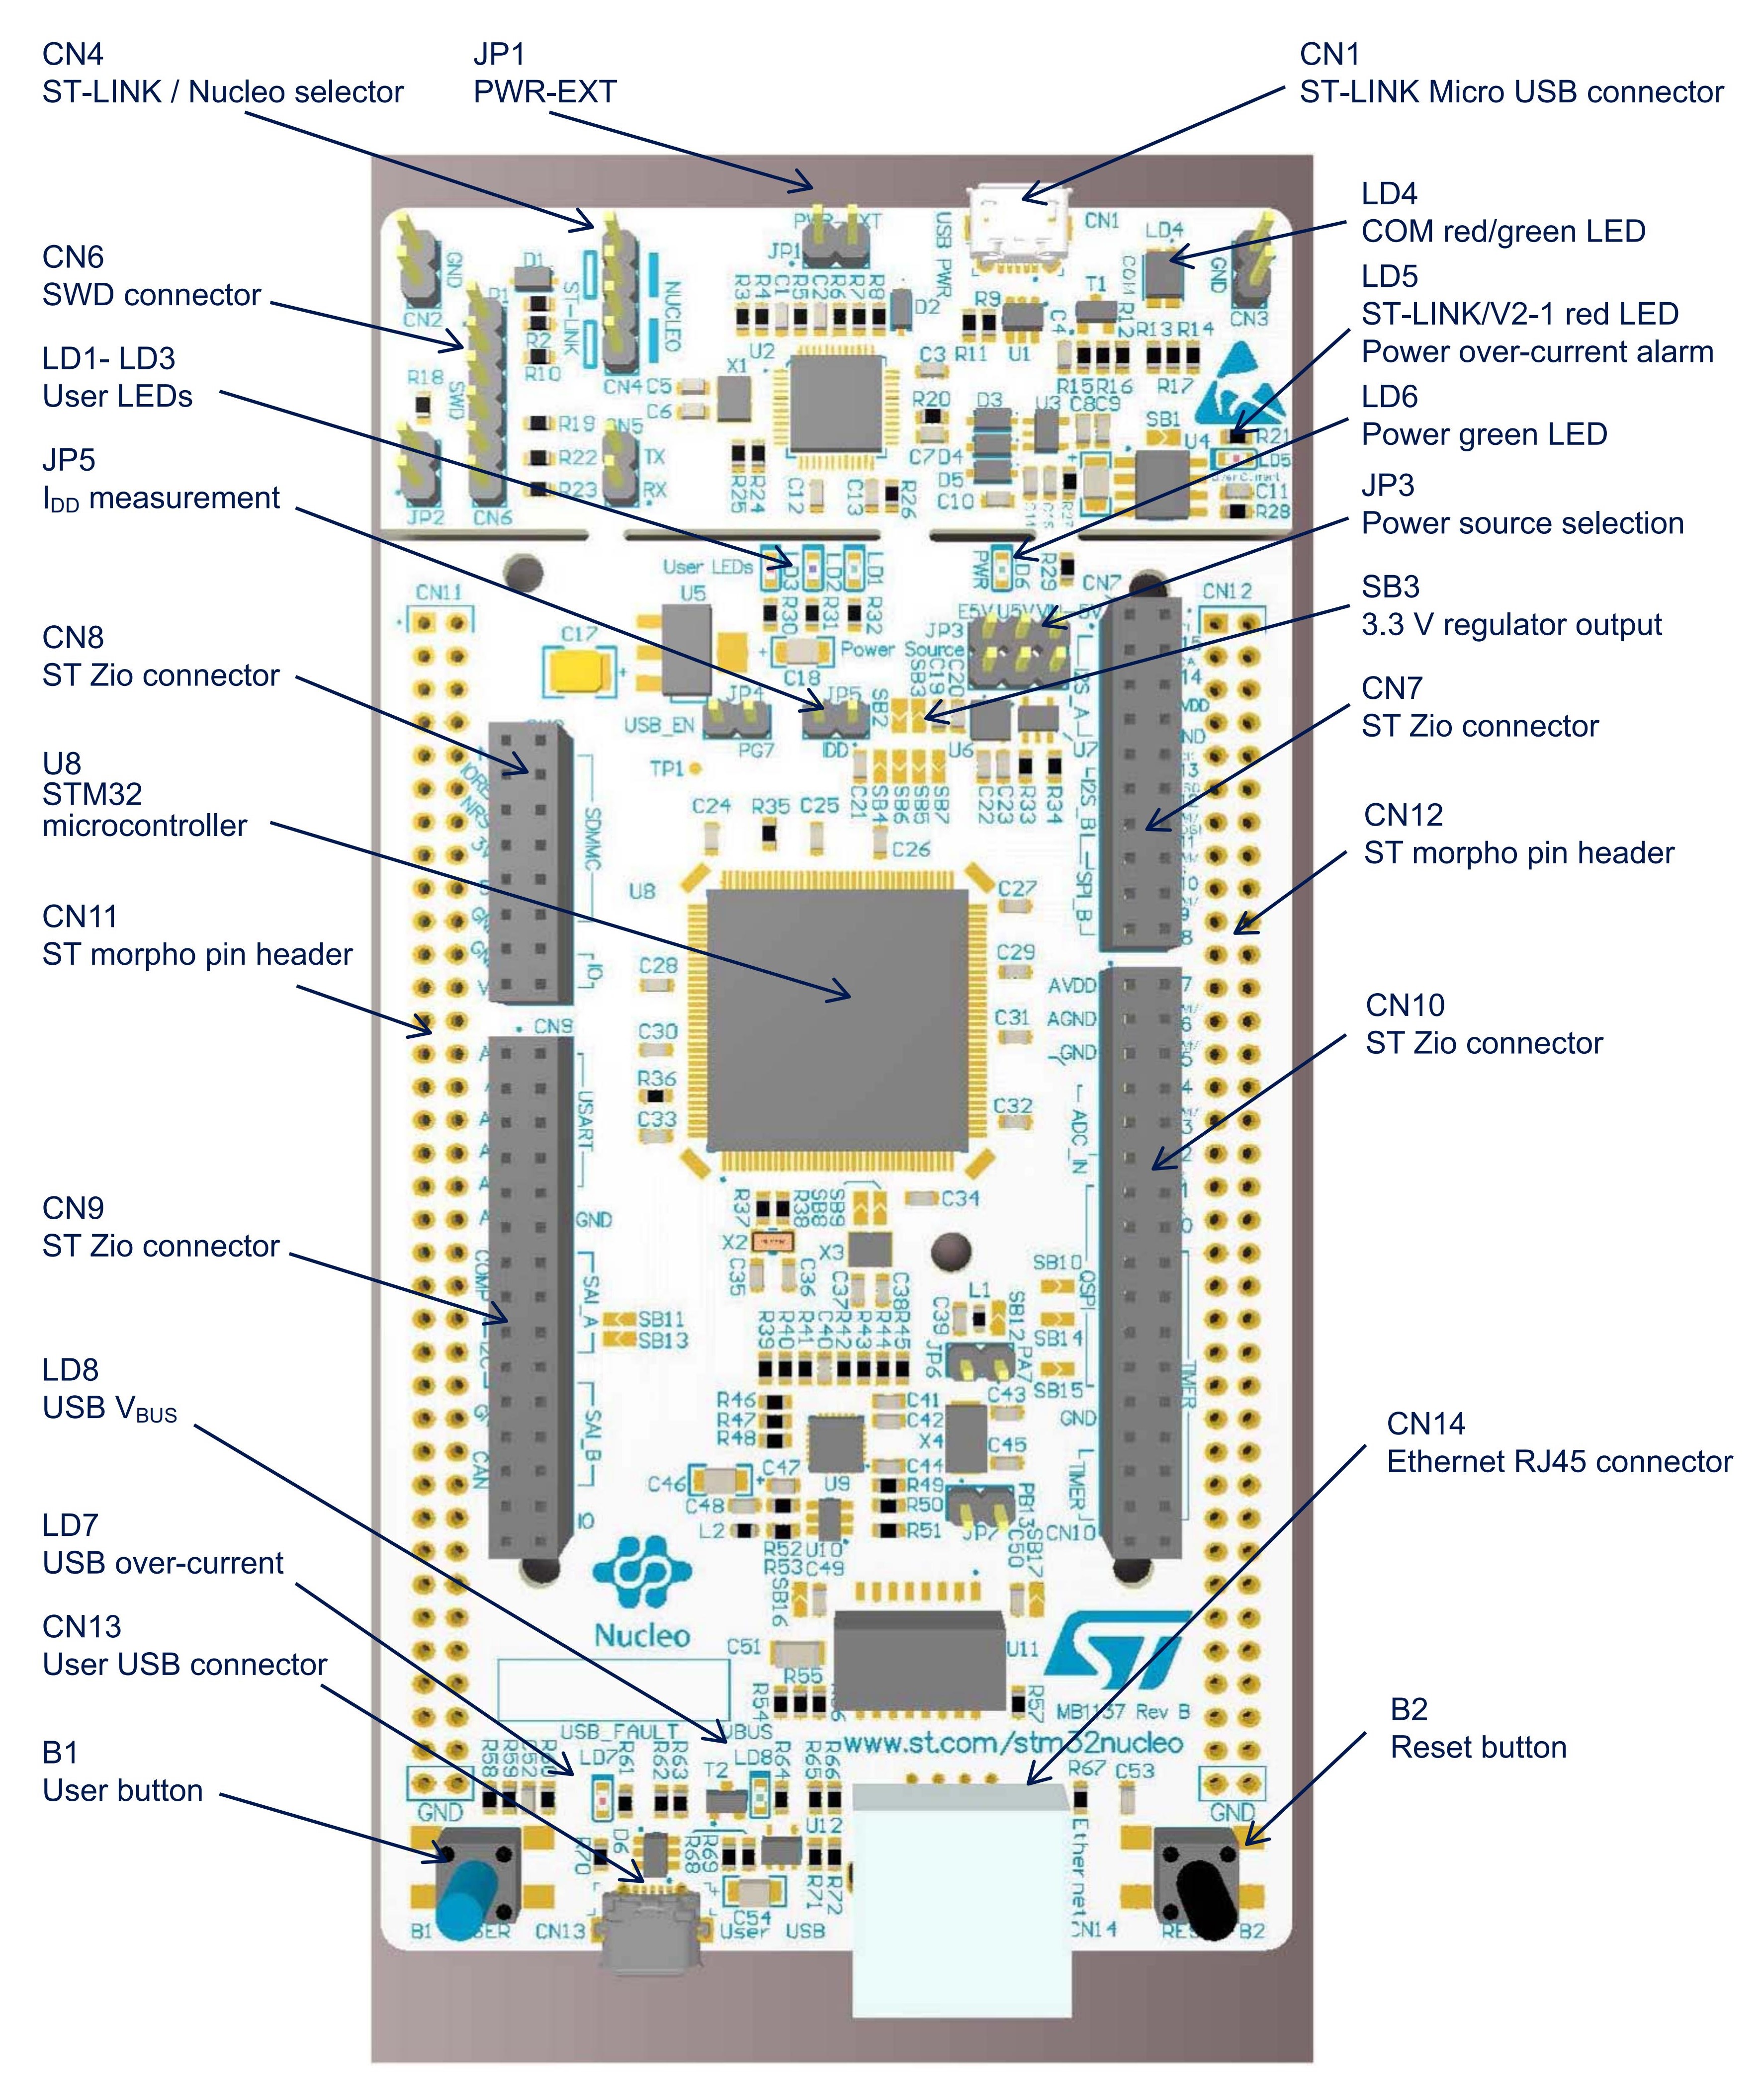 CN4
ST-LINK / Nucleo selector
JP1
PWR-EXT
CN1
ST-LINK Micro USB connector
LD4
COM red/green LED
CN6
SWD connector
LD5
ST-LINK/V2-1 red LED
Power over-current alarm
LD1- LD3
User LEDs
LD6
Power green LED
JP5
IDD measurement
JP3
Power source selection
SB3
3.3 V regulator output
CN8
ST Zio connector
CN7
ST Zio connector
U8
STM32
microcontroller
CN12
ST morpho pin header
CN11
ST morpho pin header
CN10
ST Zio connector
CN9
ST Zio connector
LD8
USB VBUS
CN14
Ethernet RJ45 connector
LD7
USB over-current
CN13
User USB connector
B2
Reset button
B1
User button
PWR-EXT
JP1
USB PWR
CN1
LD4
COM
GND
CN3
GND
CN2
D1
R2
R10
ST-LINK
NUCLEO
CN4
R3
R4
C1
R5
C2
R6
R7
R8
D2
R9
R11
U1
C4
T1
R12
R13
R14
R15
R16
R17
U2
X1
C5
C6
C3
R18
SWD
R19
R22
R23
TX
RX
JP2
CN6
R20
C7
D3
D4
D5
C10
U3
C8
C9
SB1
U4
R21
LD5
C11
R28
R25
R24
C12
C13
R26
User LEDs
LD3
LD2
LD1
PWR
R29
CN7
CN11
CN12
U5
R30
R31
R32
C17
C18
Power Source
JP3
E5V
U5V
SB3
C19
C20
SB2
JP4
JP5
USB_EN
PG7
IDD
U6
U7
I2S_A
TP1
C21
SB4
SB6
SB5
SB7
C22
C23
R33
R34
I2S_B
SPI_B
C24
R35
C25
C26
SDMMC
IO
U8
C27
C28
C29
C30
C31
R36
C33
C32
AVDD
AGND
GND
ADC_IN
CN9
USART
GND
R37
R38
SB8
SB9
C34
X2
X3
C35
C36
C37
C38
SAI_A
SB11
SB13
SB10
QSPI
SB14
SB15
L1
C39
SB12
JP6
PA7
R39
R40
R41
C40
R42
R43
R44
R45
R46
R47
R48
C41
C42
C43
X4
C44
C45
GND
TIMER
TIMER
SAI_B
CAN
IO
C46
C47
C48
L2
U9
R49
R50
R51
R52
R53
U10
C49
JP7
PB13
C50
SB17
CN10
SB16
Nucleo
C51
U11
R55
R54
R57
ST
MB1137 Rev B
USB_FAULT
www.st.com/stm32nucleo
R58
R59
C52
LD7
R61
R62
R63
T2
LD8
R64
R65
R66
R67
C53
GND
GND
U12
D6
R70
R68
R69
R71
R72
C54
Ethernet
B1
CN13
User USB
CN14
B2